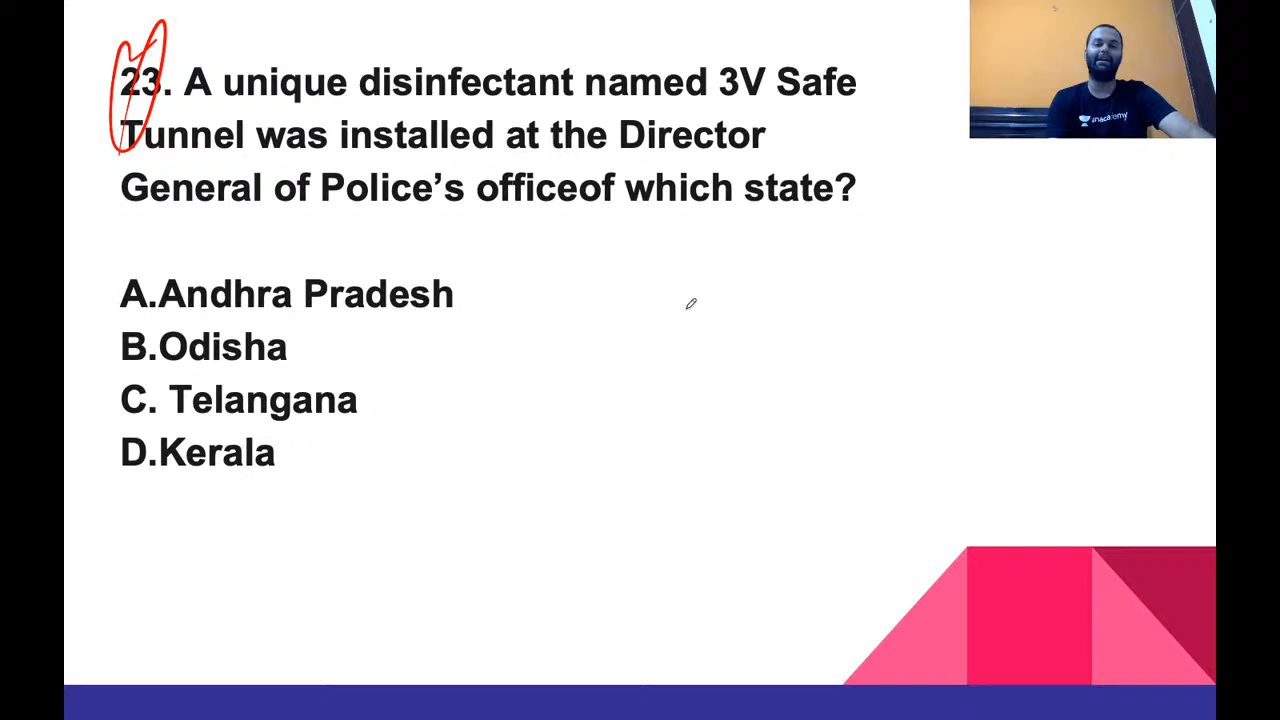 23. A unique disinfectant named 3V Safe
Tunnel was installed at the Director
General of Police’s officeof which state?
A.Andhra Pradesh
B.Odisha
C. Telangana
D.Kerala
unacademy